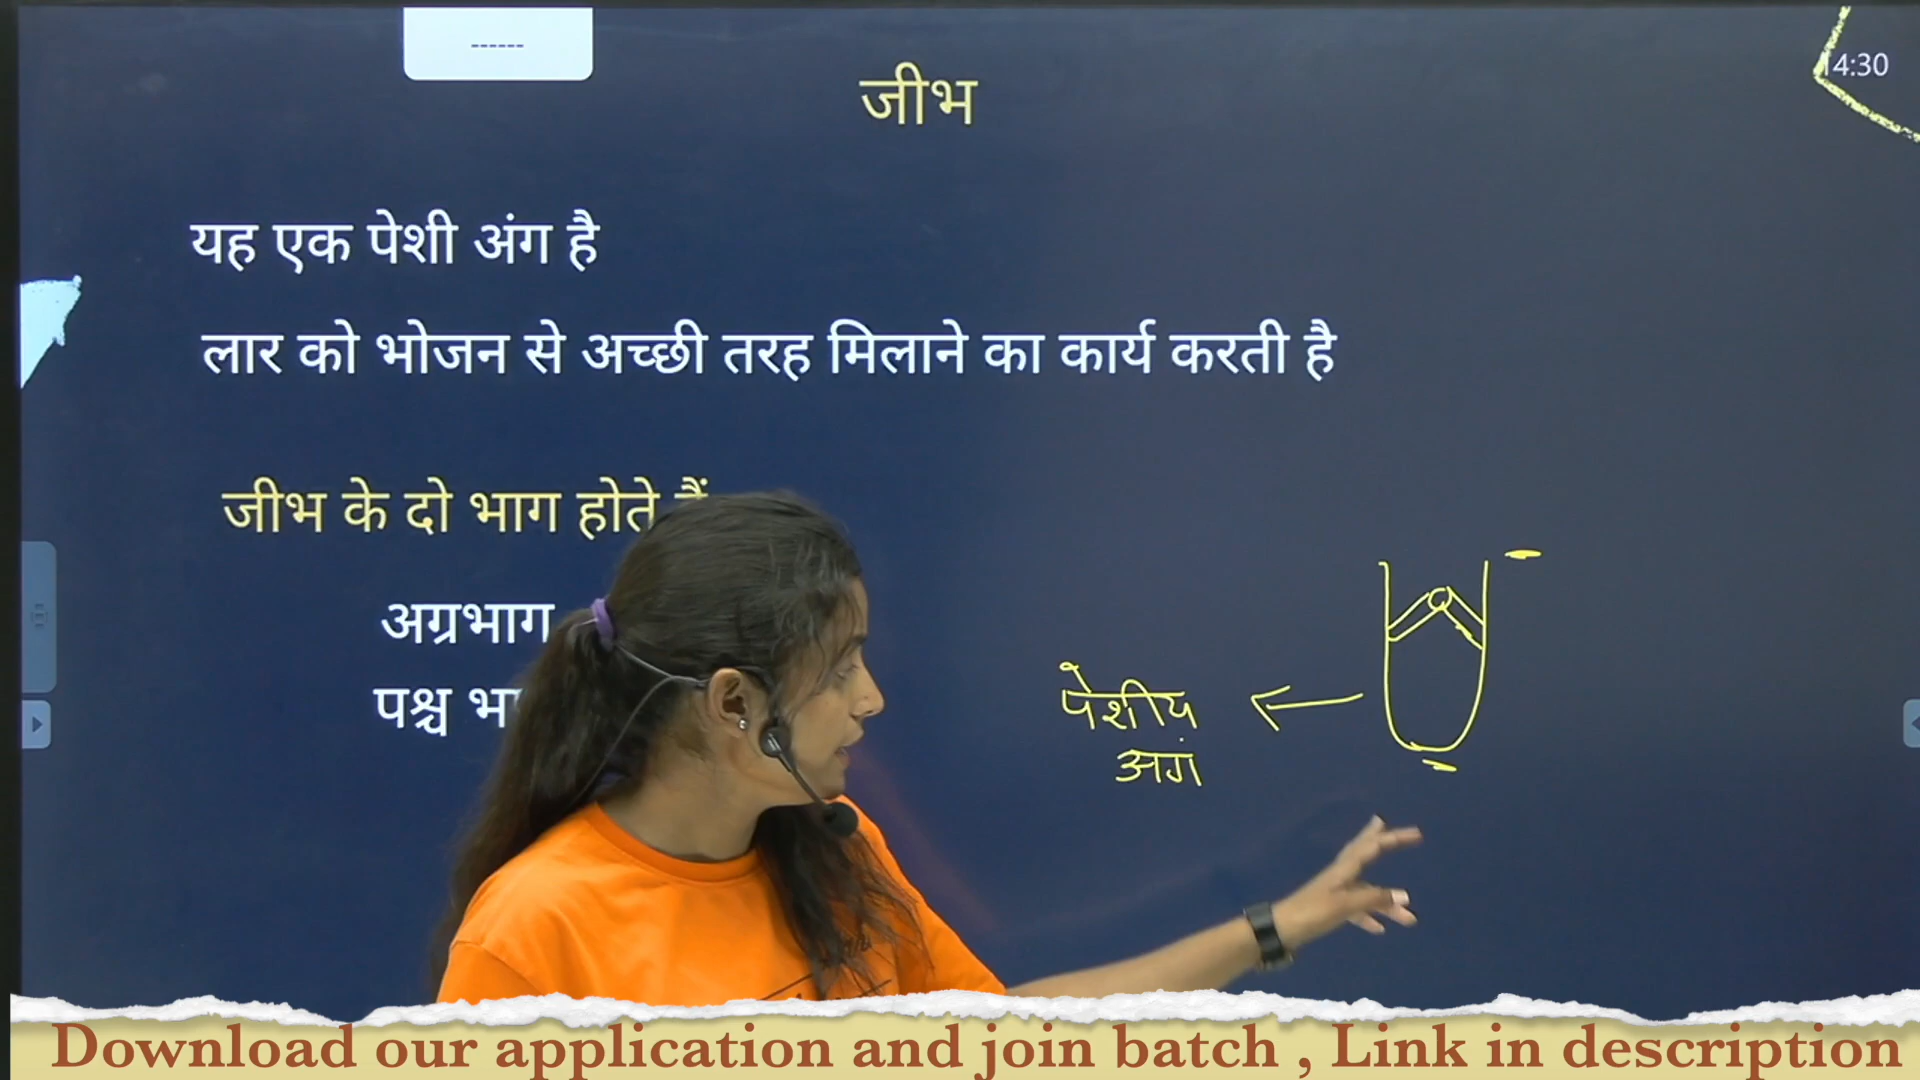 ------
4:30
जीभ
यह एक पेशी अंग है
लार को भोजन से अच्छी तरह मिलाने का कार्य करती है
जीभ के दो भाग होते हैं
अग्रभाग
पश्च
पेशीय
अंग
Download our application and join batch , Link in description